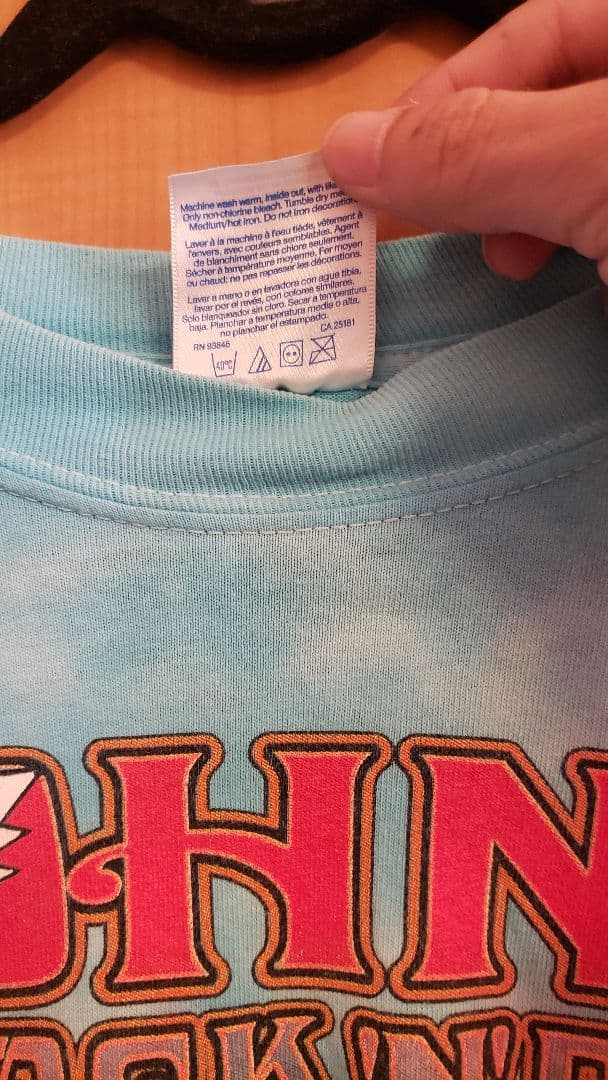 Machine wash warm, inside out, with like
Only non-chlorine bleach. Tumble dry
Medium/hot iron. Do not iron decoration.
Laver à la machine à l'eau tiède, vêtement à
l'envers, avec couleurs semblables. Agent
de blanchiment sans chlore seulement.
Sécher à température moyenne. Fer moyen
ou chaud: ne pas repasser les décorations.
Lavar a mano o en lavadora con agua tibia,
lavar por el revés, con colores similares.
Solo blanqueador sin cloro. Secar a temperatura
baja. Planchar a temperatura media o alta,
no planchar el estampado.
RN 93846 CA 25181
40°C
OHN
OCK'N'R